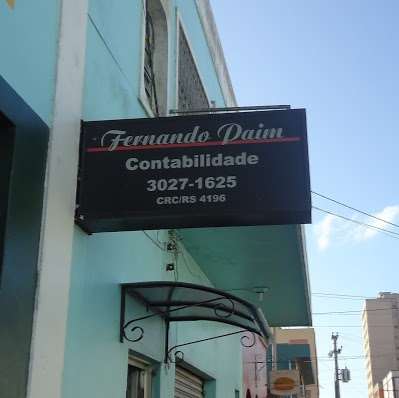 Fernando Paim
Contabilidade
3027-1625
CRC/RS 4196